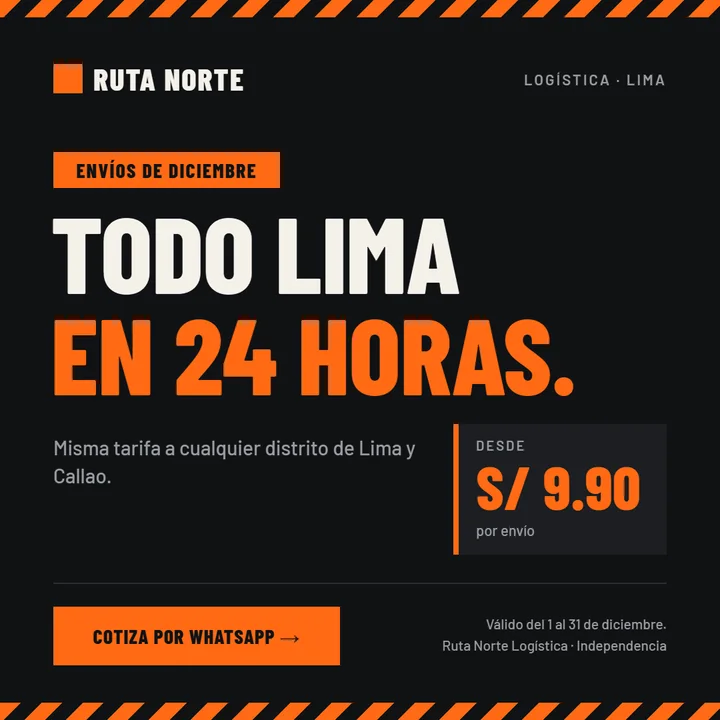 RUTA NORTE
LOGÍSTICA · LIMA
ENVÍOS DE DICIEMBRE
TODO LIMA
EN 24 HORAS.
Misma tarifa a cualquier distrito de Lima y
Callao.
DESDE
S/ 9.90
por envío
COTIZA POR WHATSAPP →
Válido del 1 al 31 de diciembre.
Ruta Norte Logística · Independencia